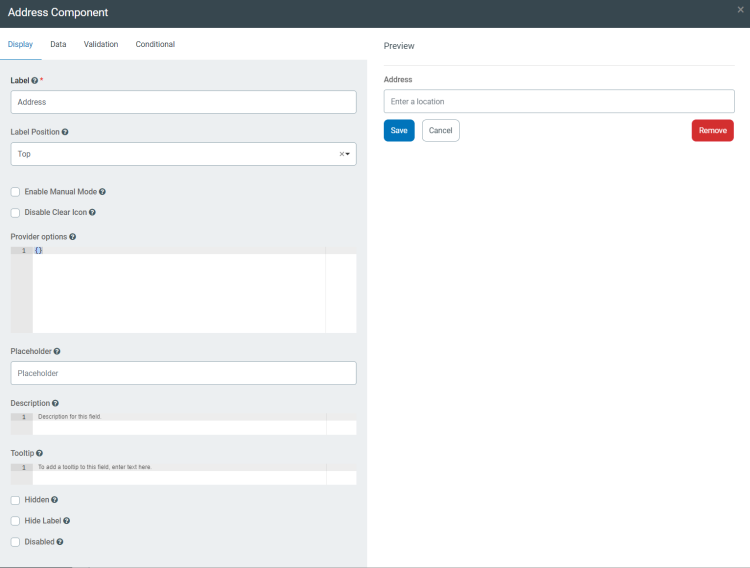 Address Component
×
Display Data Validation Conditional
Label *
Address
Label Position
Top
Enable Manual Mode
Disable Clear Icon
Provider options
1 {}
Placeholder
Placeholder
Description
1 Description for this field.
Tooltip
1 To add a tooltip to this field, enter text here.
Hidden
Hide Label
Disabled
Preview
Address
Enter a location
Save Cancel Remove